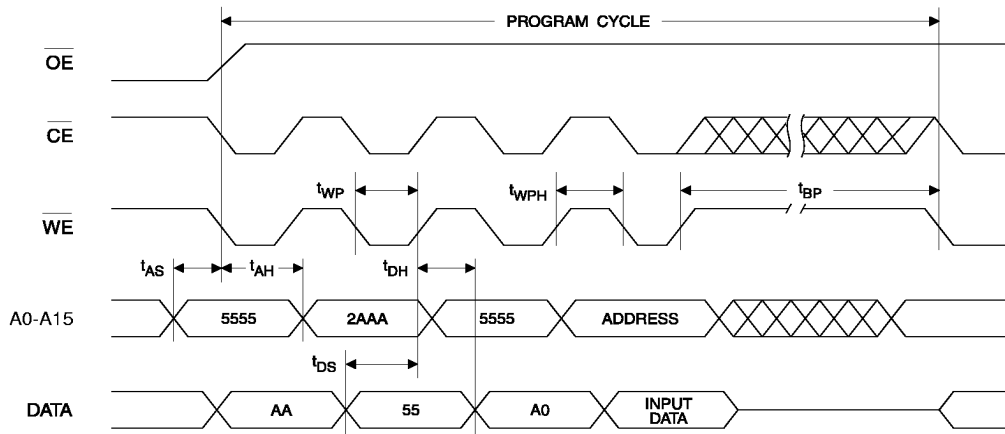 PROGRAM CYCLE
OE
CE
tWP
tWPH
tBP
WE
tAS
tAH
tDH
A0-A15
5555
2AAA
5555
ADDRESS
tDS
DATA
AA
55
A0
INPUT
DATA